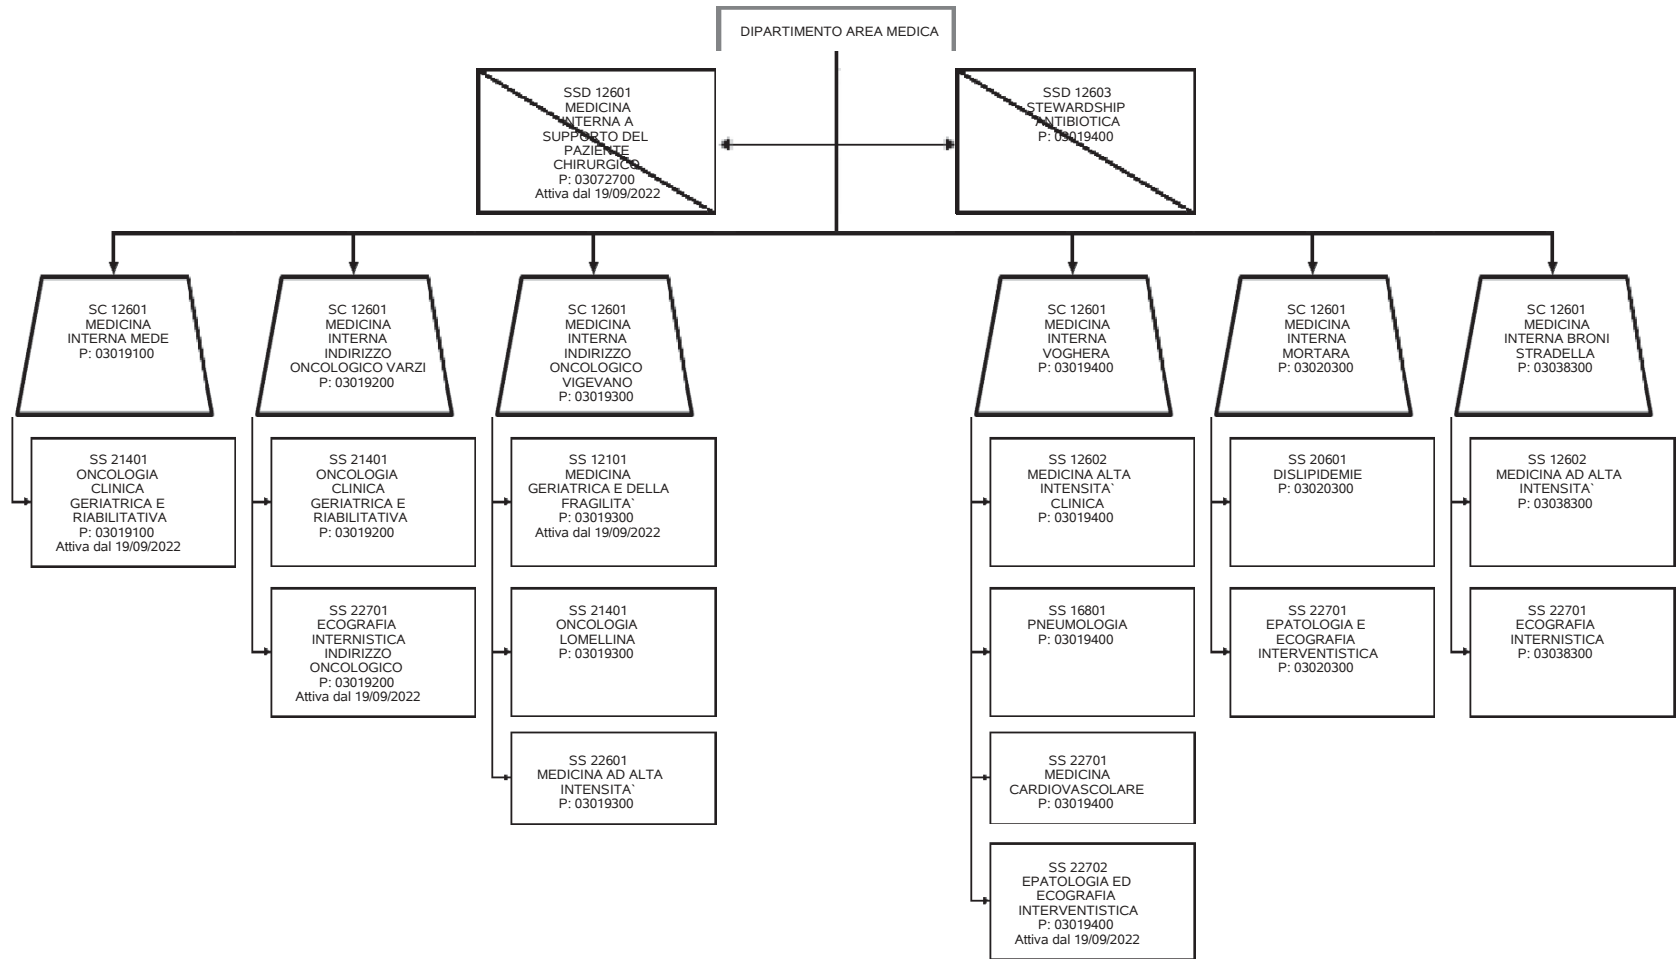 DIPARTIMENTO AREA MEDICA
SSD 12601
MEDICINA
INTERNA A
SUPPORTO DEL
PAZIENTE
CHIRURGICO
P: 03072700
Attiva dal 19/09/2022
SSD 12603
STEWARDSHIP
ANTIBIOTICA
P: 03019400
SC 12601
MEDICINA
INTERNA MEDE
P: 03019100
SC 12601
MEDICINA
INTERNA
INDIRIZZO
ONCOLOGICO VARZI
P: 03019200
SC 12601
MEDICINA
INTERNA
INDIRIZZO
ONCOLOGICO
VIGEVANO
P: 03019300
SC 12601
MEDICINA
INTERNA
VOGHERA
P: 03019400
SC 12601
MEDICINA
INTERNA
MORTARA
P: 03020300
SC 12601
MEDICINA
INTERNA BRONI
STRADELLA
P: 03038300
SS 21401
ONCOLOGIA
CLINICA
GERIATRICA E
RIABILITATIVA
P: 03019100
Attiva dal 19/09/2022
SS 21401
ONCOLOGIA
CLINICA
GERIATRICA E
RIABILITATIVA
P: 03019200
SS 12101
MEDICINA
GERIATRICA E DELLA
FRAGILITA`
P: 03019300
Attiva dal 19/09/2022
SS 12602
MEDICINA ALTA
INTENSITA`
CLINICA
P: 03019400
SS 20601
DISLIPIDEMIE
P: 03020300
SS 12602
MEDICINA AD ALTA
INTENSITA`
P: 03038300
SS 22701
ECOGRAFIA
INTERNISTICA
INDIRIZZO
ONCOLOGICO
P: 03019200
Attiva dal 19/09/2022
SS 21401
ONCOLOGIA
LOMELLINA
P: 03019300
SS 16801
PNEUMOLOGIA
P: 03019400
SS 22701
EPATOLOGIA E
ECOGRAFIA
INTERVENTISTICA
P: 03020300
SS 22701
ECOGRAFIA
INTERNISTICA
P: 03038300
SS 22601
MEDICINA AD ALTA
INTENSITA`
P: 03019300
SS 22701
MEDICINA
CARDIOVASCOLARE
P: 03019400
SS 22702
EPATOLOGIA ED
ECOGRAFIA
INTERVENTISTICA
P: 03019400
Attiva dal 19/09/2022